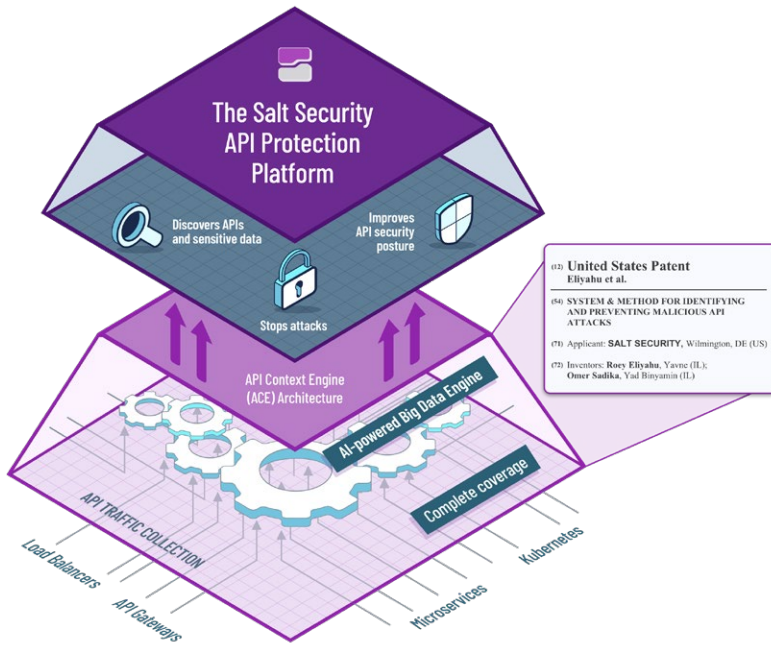 The Salt Security
API Protection
Platform
Discovers APIs
and sensitive data
Improves
API security
posture
Stops attacks
API Context Engine
(ACE) Architecture
AI-powered Big Data Engine
Complete coverage
API TRAFFIC COLLECTION
Load Balancers
API Gateways
Microservices
Kubernetes
(12) United States Patent
Eliyahu et al.
(54) SYSTEM & METHOD FOR IDENTIFYING
AND PREVENTING MALICIOUS API
ATTACKS
(71) Applicant: SALT SECURITY, Wilmington, DE (US)
(72) Inventors: Roey Eliyahu, Yavne (IL);
Omer Sadika, Yad Binyamin (IL)